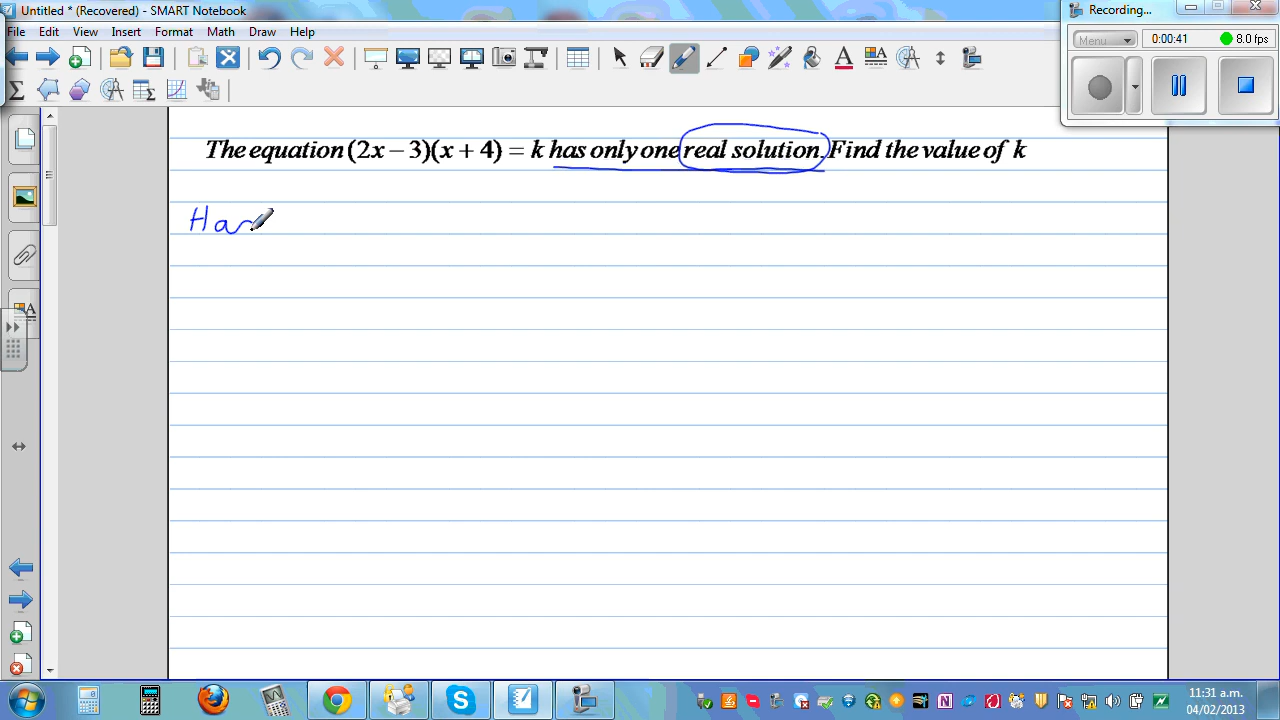 Untitled * (Recovered) - SMART Notebook
File Edit View Insert Format Math Draw Help
Recording...
Menu 0:00:41 8.0 fps
The equation (2x − 3)(x + 4) = k has only one real solution. Find the value of k
Har
11:31 a.m.
04/02/2013